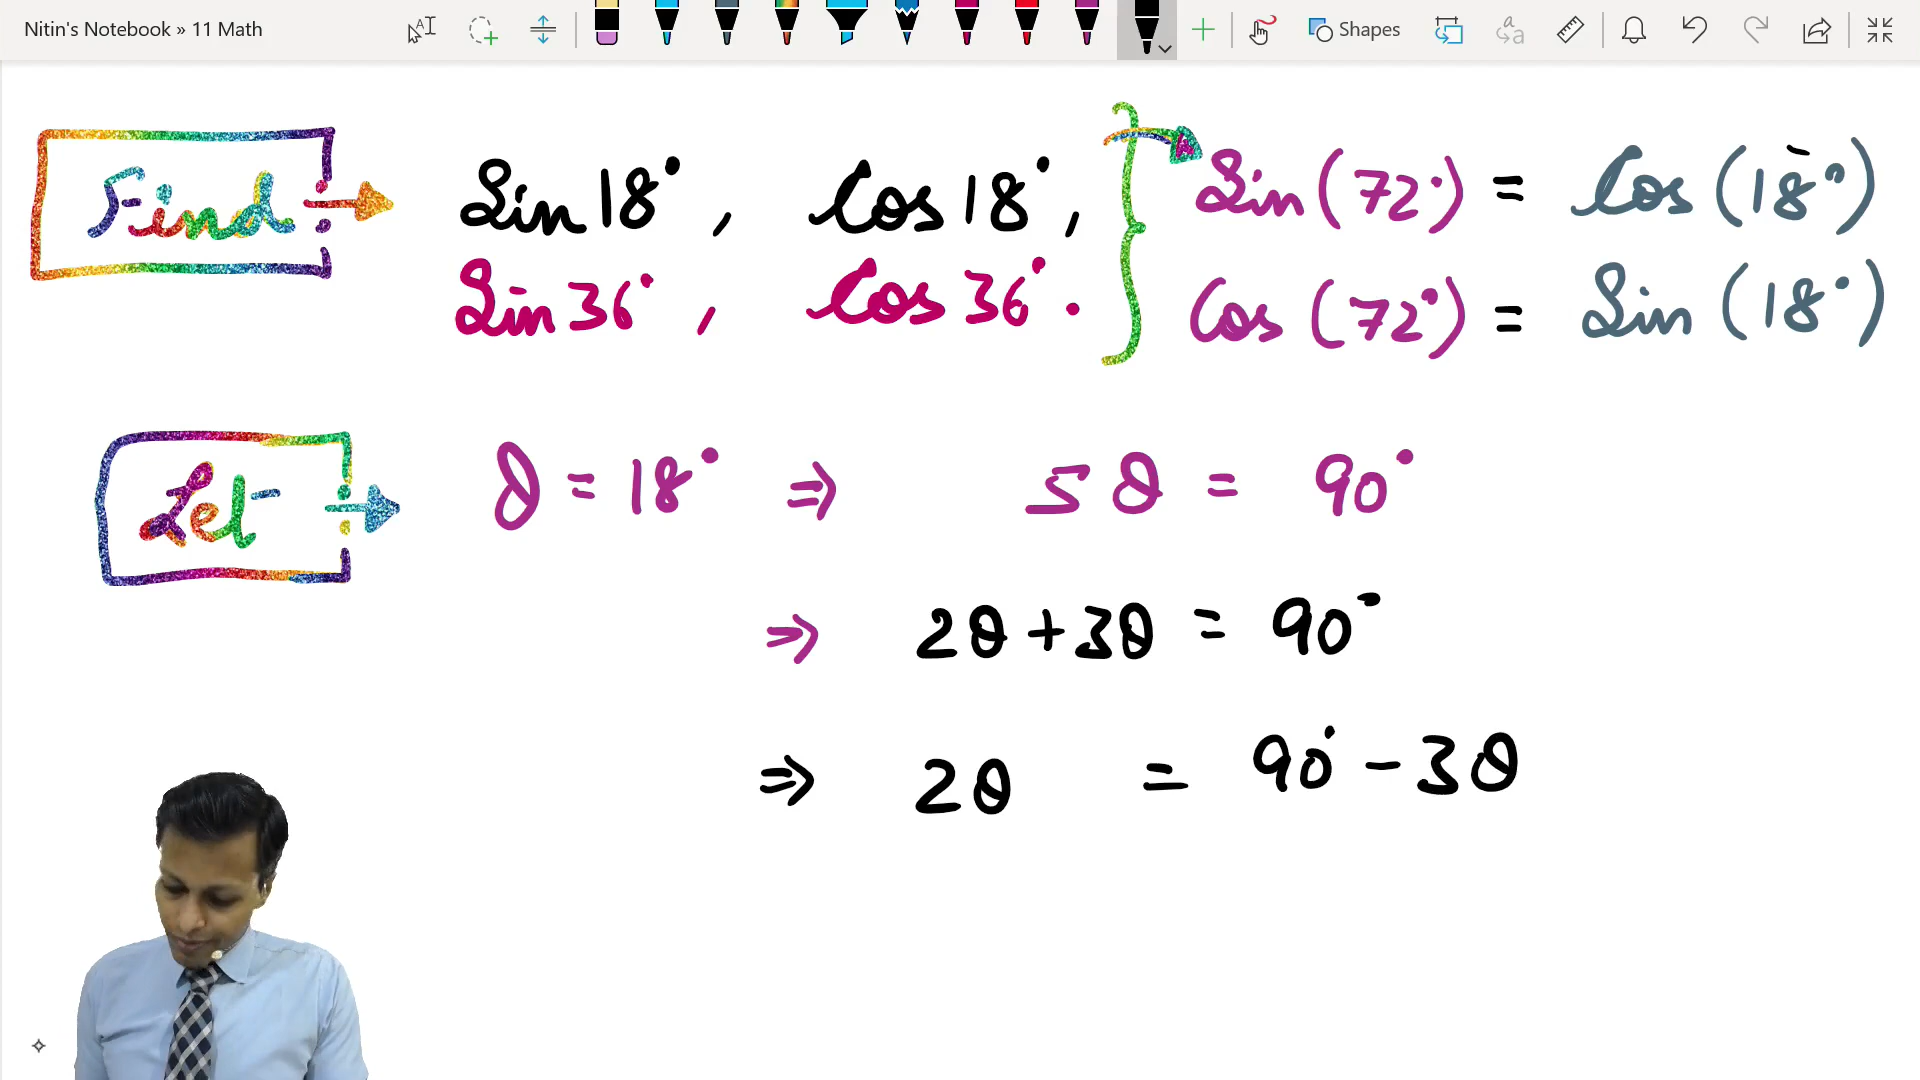 Nitin's Notebook » 11 Math
Shapes
Find
Sin 18°, Cos 18°,
Sin 36°, Cos 36°.
Sin (72°) = Cos (18°)
Cos (72°) = Sin (18°)
Let
θ = 18° ⇒ 5θ = 90°
⇒ 2θ + 3θ = 90°
⇒ 2θ = 90° - 3θ